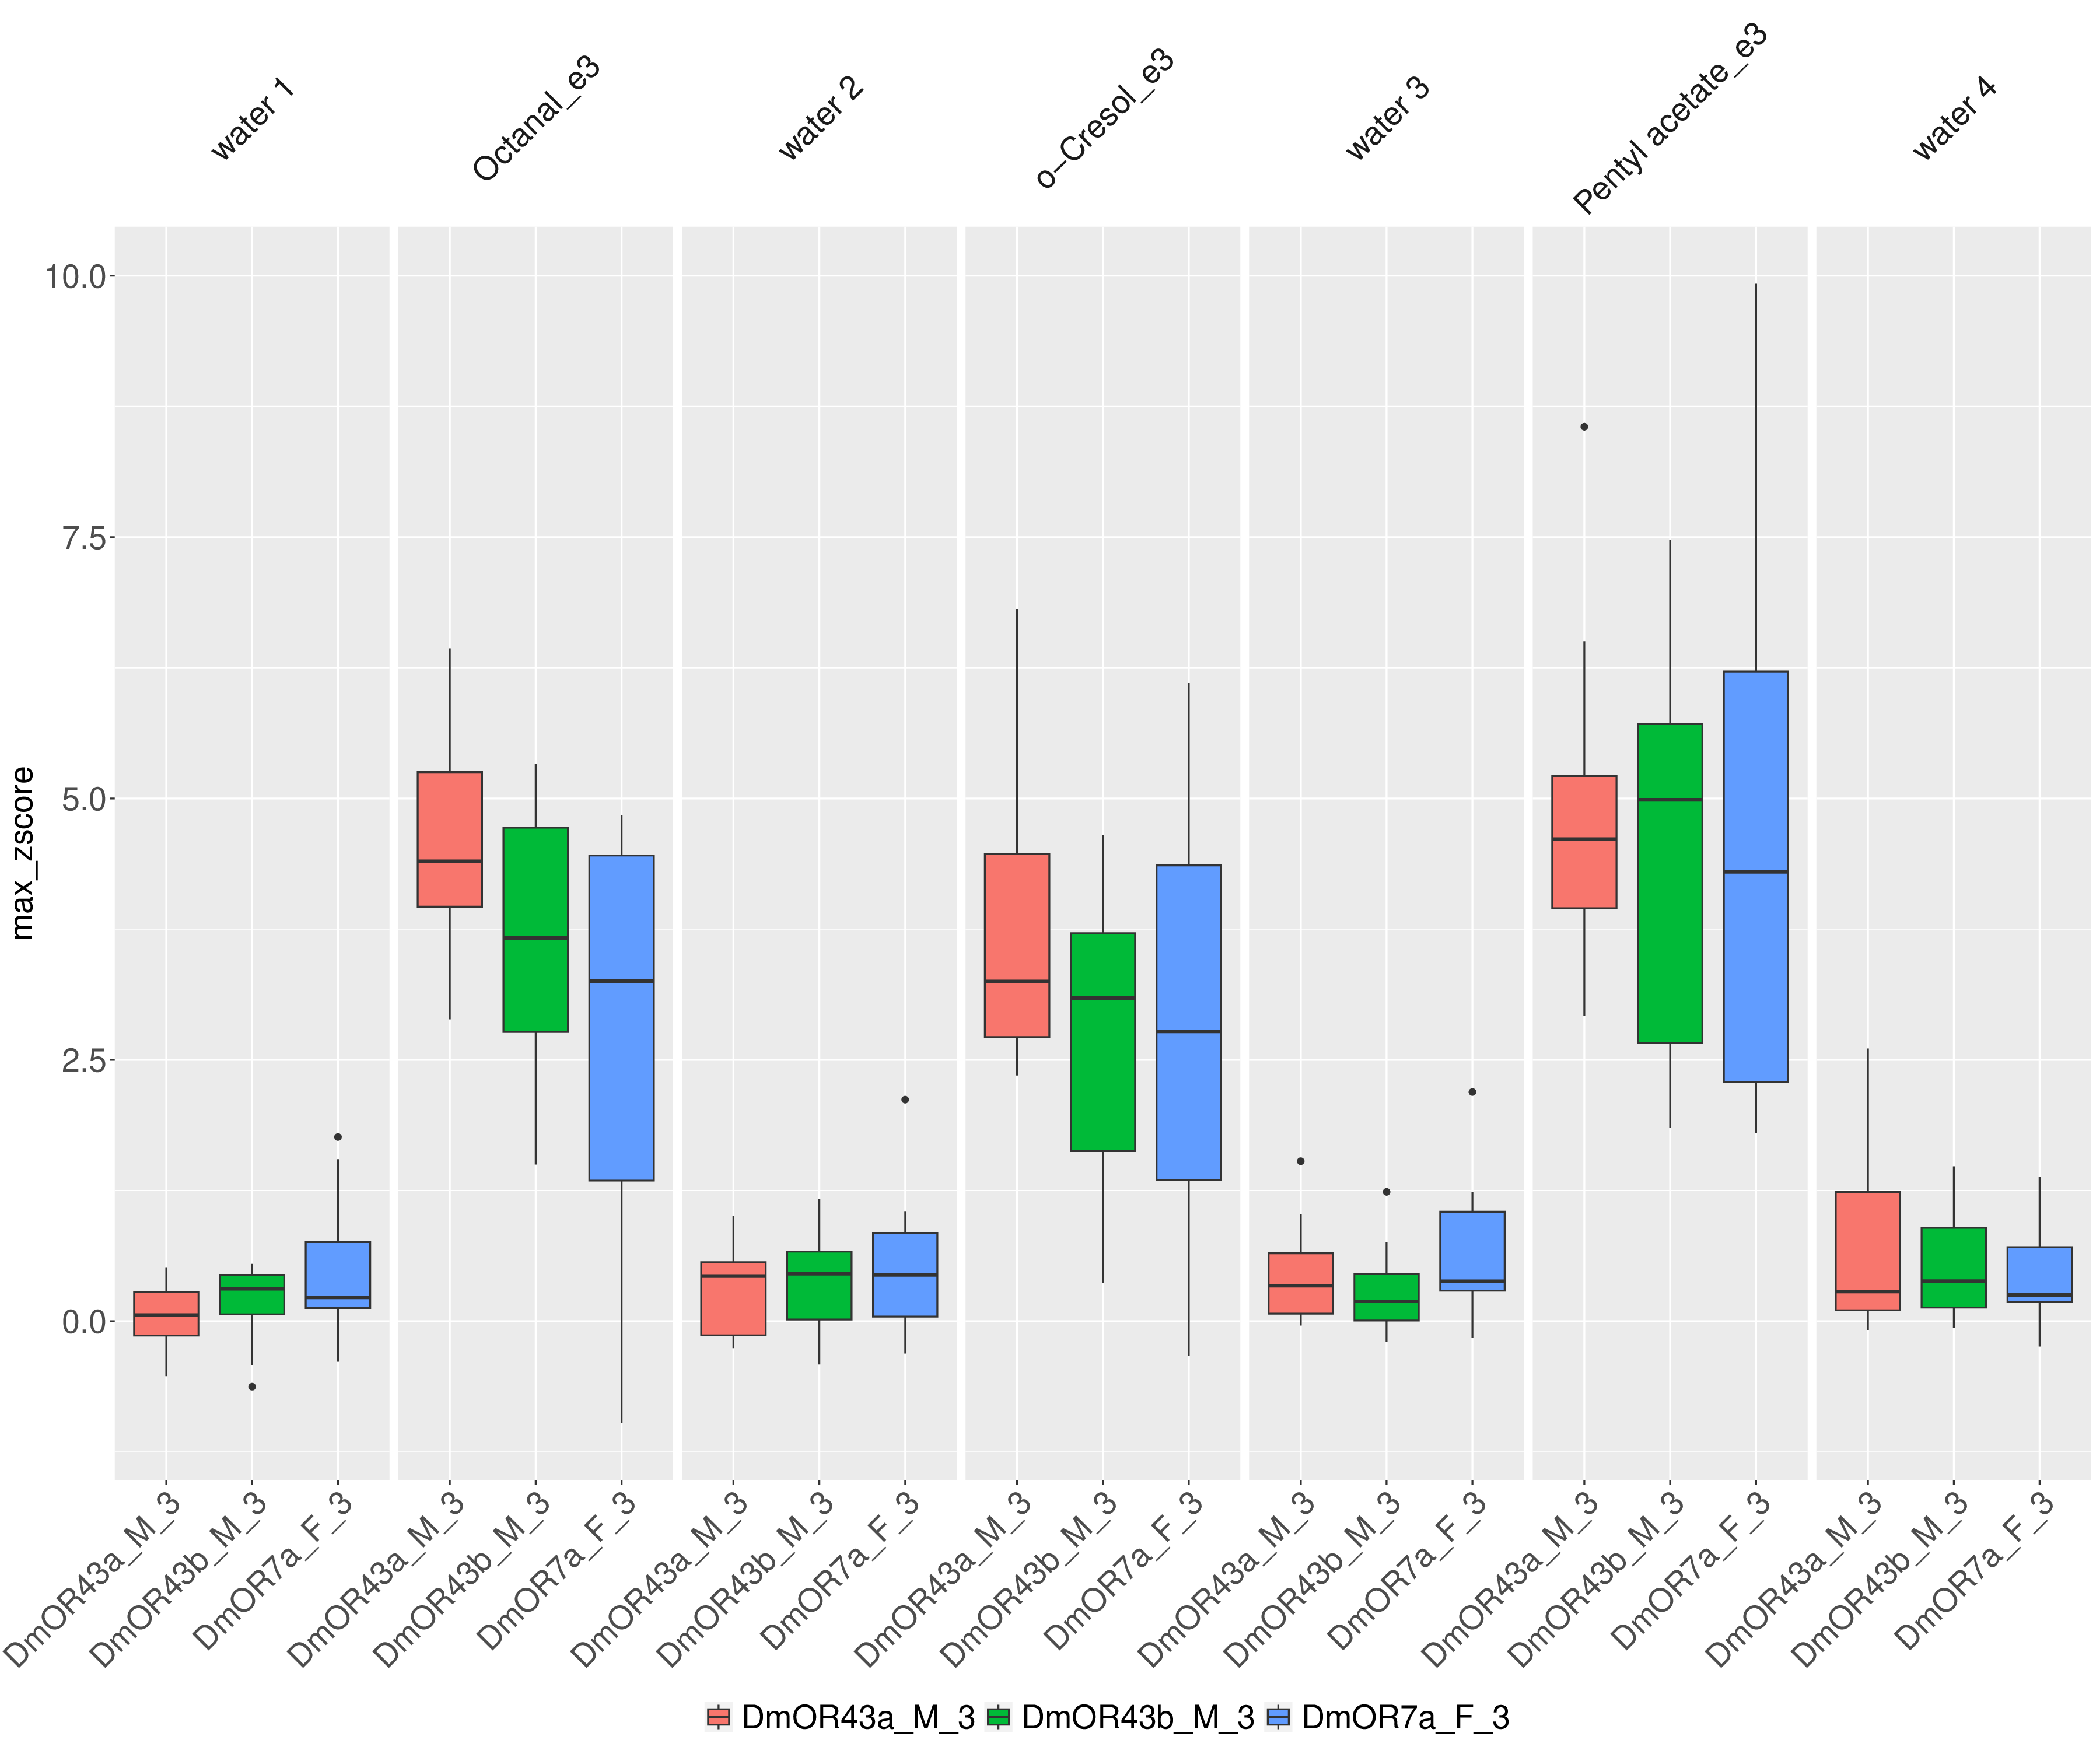 water 1
Octanal_e3
water 2
o−Cresol_e3
water 3
Pentyl acetate_e3
water 4
10.0
7.5
5.0
2.5
0.0
max_zscore
DmOR43a_M_3
DmOR43b_M_3
DmOR7a_F_3
DmOR43a_M_3
DmOR43b_M_3
DmOR7a_F_3
DmOR43a_M_3
DmOR43b_M_3
DmOR7a_F_3
DmOR43a_M_3
DmOR43b_M_3
DmOR7a_F_3
DmOR43a_M_3
DmOR43b_M_3
DmOR7a_F_3
DmOR43a_M_3
DmOR43b_M_3
DmOR7a_F_3
DmOR43a_M_3
DmOR43b_M_3
DmOR7a_F_3
DmOR43a_M_3 DmOR43b_M_3 DmOR7a_F_3